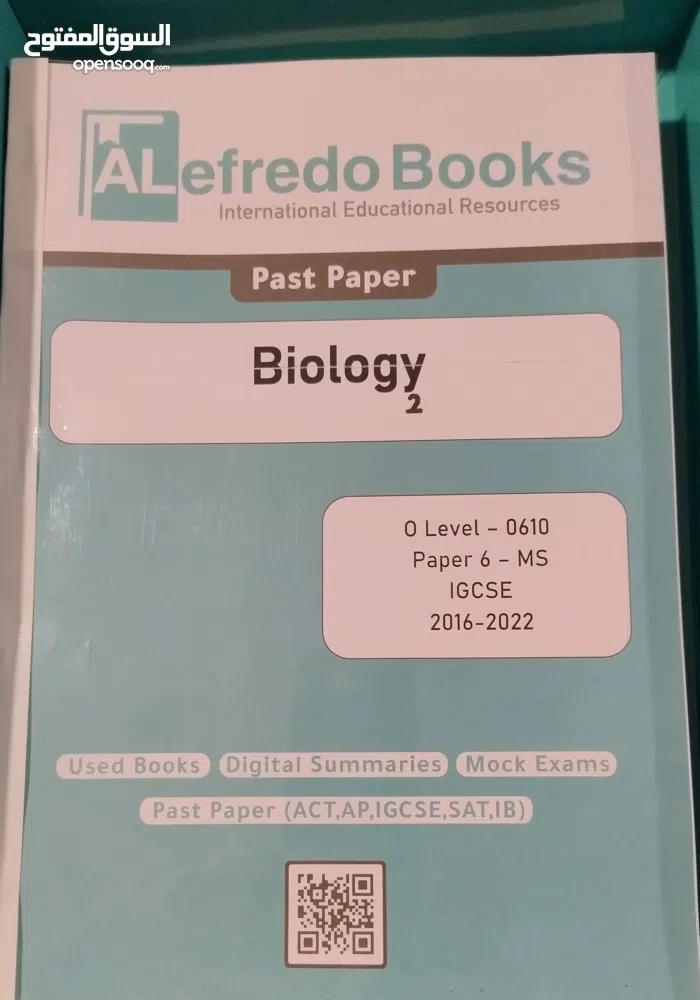 السوق المفتوح
opensooq.com
ALefredo Books
International Educational Resources
Past Paper
Biology
2
O Level – 0610
Paper 6 – MS
IGCSE
2016-2022
Used Books Digital Summaries Mock Exams
Past Paper (ACT,AP,IGCSE,SAT,IB)